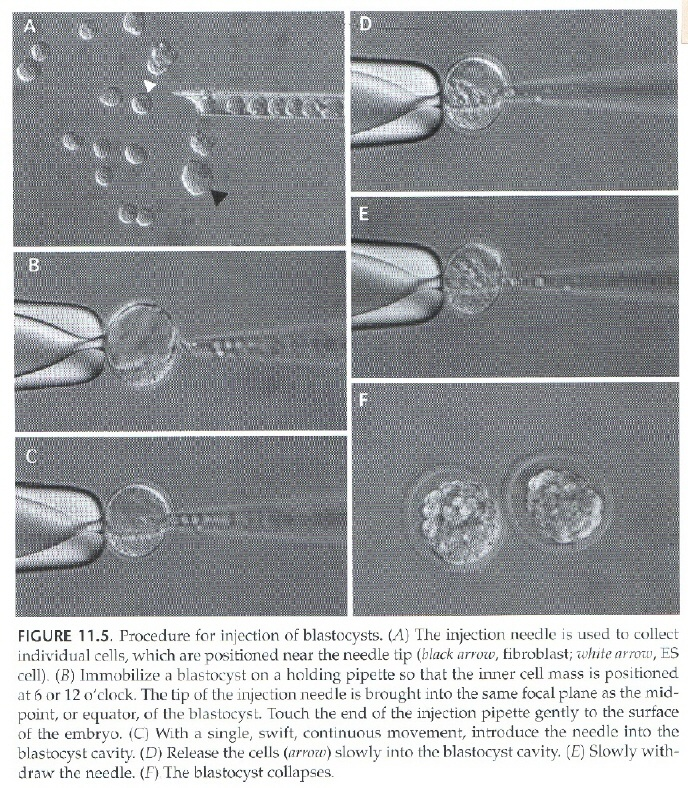 A
B
C
D
E
F
FIGURE 11.5. Procedure for injection of blastocysts. (A) The injection needle is used to collect
individual cells, which are positioned near the needle tip (black arrow, fibroblast; white arrow, ES
cell). (B) Immobilize a blastocyst on a holding pipette so that the inner cell mass is positioned
at 6 or 12 o'clock. The tip of the injection needle is brought into the same focal plane as the mid-
point, or equator, of the blastocyst. Touch the end of the injection pipette gently to the surface
of the embryo. (C) With a single, swift, continuous movement, introduce the needle into the
blastocyst cavity. (D) Release the cells (arrow) slowly into the blastocyst cavity. (E) Slowly with-
draw the needle. (F) The blastocyst collapses.